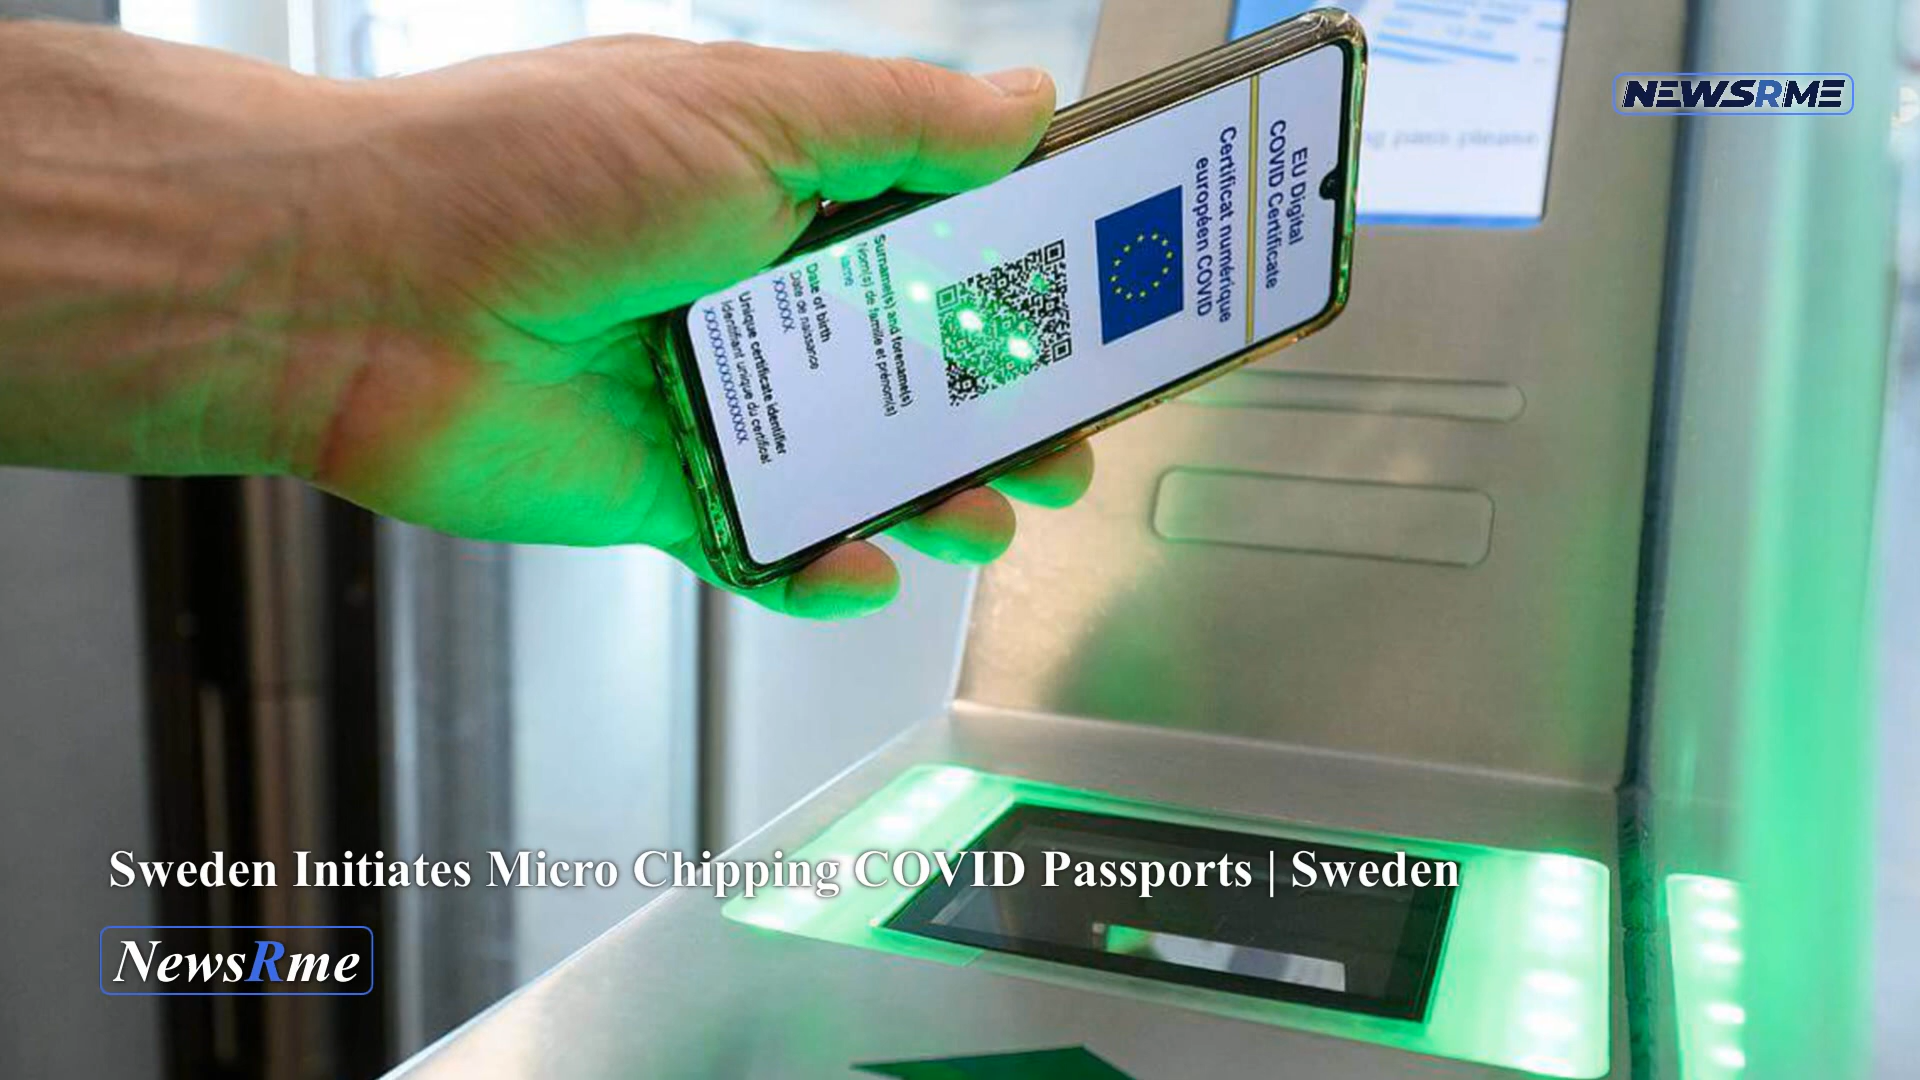 NEWSRME
EU Digital
COVID Certificate
Certificat numérique
européen COVID
Surname(s) and forename(s)
Nom(s) de famille et prénom(s)
Name
Date of birth
Date de naissance
XXXXXX
Unique certificate identifier
Identifiant unique du certificat
Sweden Initiates Micro Chipping COVID Passports | Sweden
NewsRme